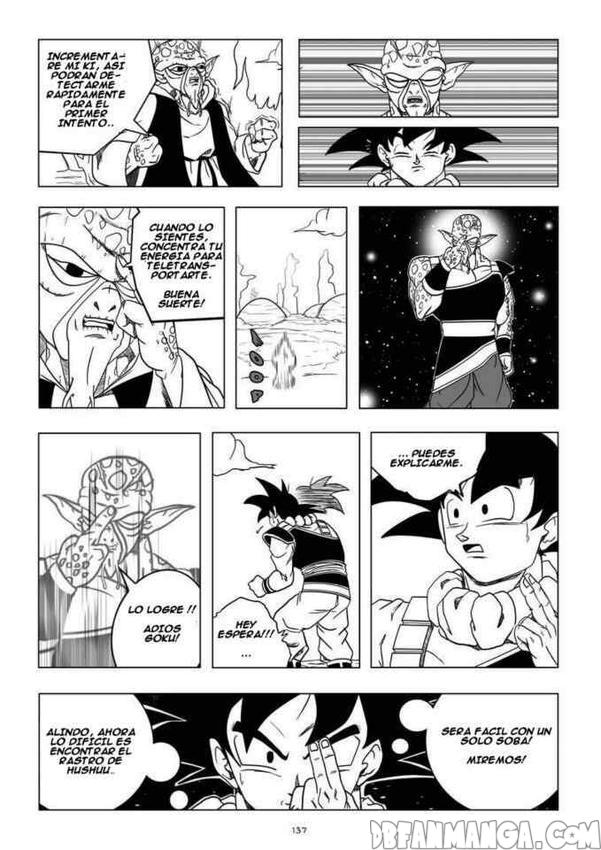 INCREMENTA-
RE MI KI, ASI
PODRAN DE-
TECTARME
RAPIDAMENTE
PARA EL
PRIMER
INTENTO..
CUANDO LO
SIENTES,
CONCENTRA TU
ENERGIA PARA
TELETRANS-
PORTARTE.
BUENA
SUERTE!
LO LOGRE !!
ADIOS
GOKU!
HEY
ESPERA!!!
... PUEDES
EXPLICARME.
ALINDO, AHORA
LO DIFICIL ES
ENCONTRAR EL
RASTRO DE
HUSHUU..
SERA FACIL CON UN
SOLO SOBA!
MIREMOS!
137
DBFANMANGA.COM